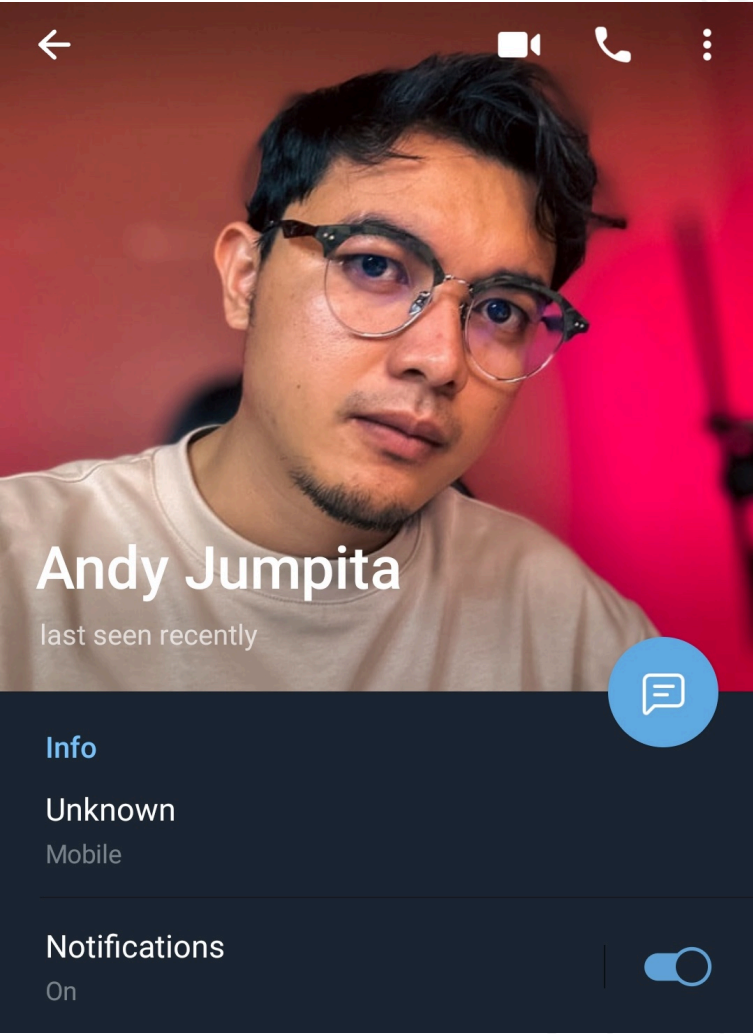 Andy Jumpita
last seen recently
Info
Unknown
Mobile
Notifications
On